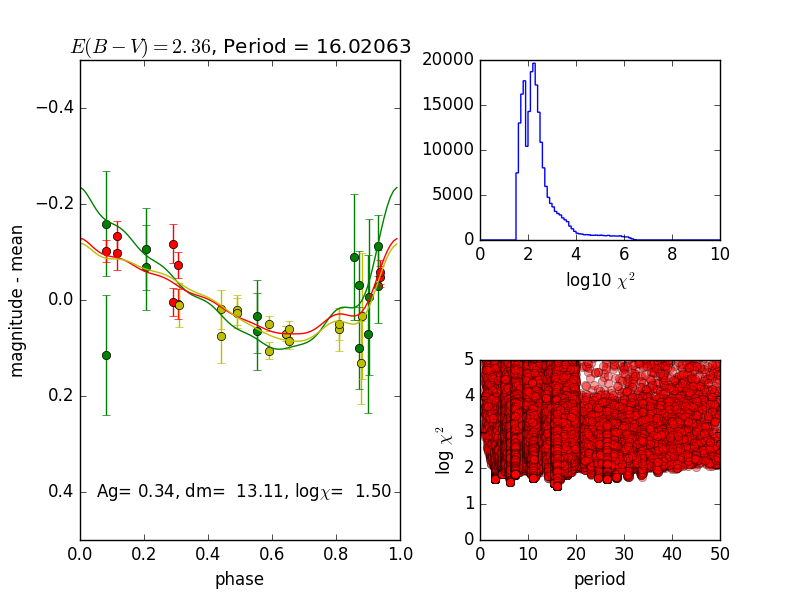 E(B−V)=2.36, Period = 16.02063
−0.4
−0.2
0.0
0.2
0.4
magnitude - mean
Ag= 0.34, dm=  13.11, logχ=  1.50
0.0 0.2 0.4 0.6 0.8 1.0
phase
20000
15000
10000
5000
0
0 2 4 6 8 10
log10 χ²
5
4
3
2
1
0
log χ²
0 10 20 30 40 50
period